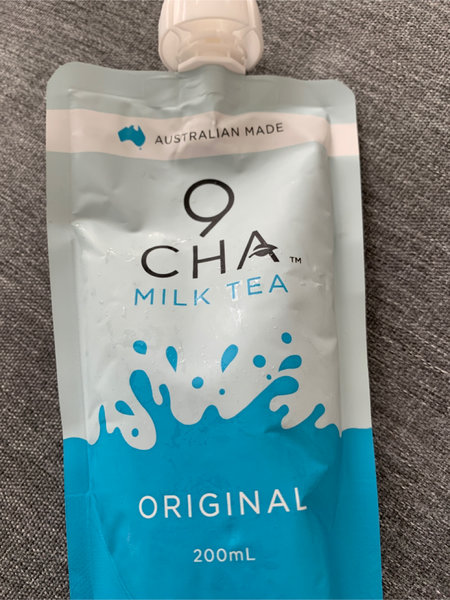 AUSTRALIAN MADE
9
CHA™
MILK TEA
ORIGINAL
200mL